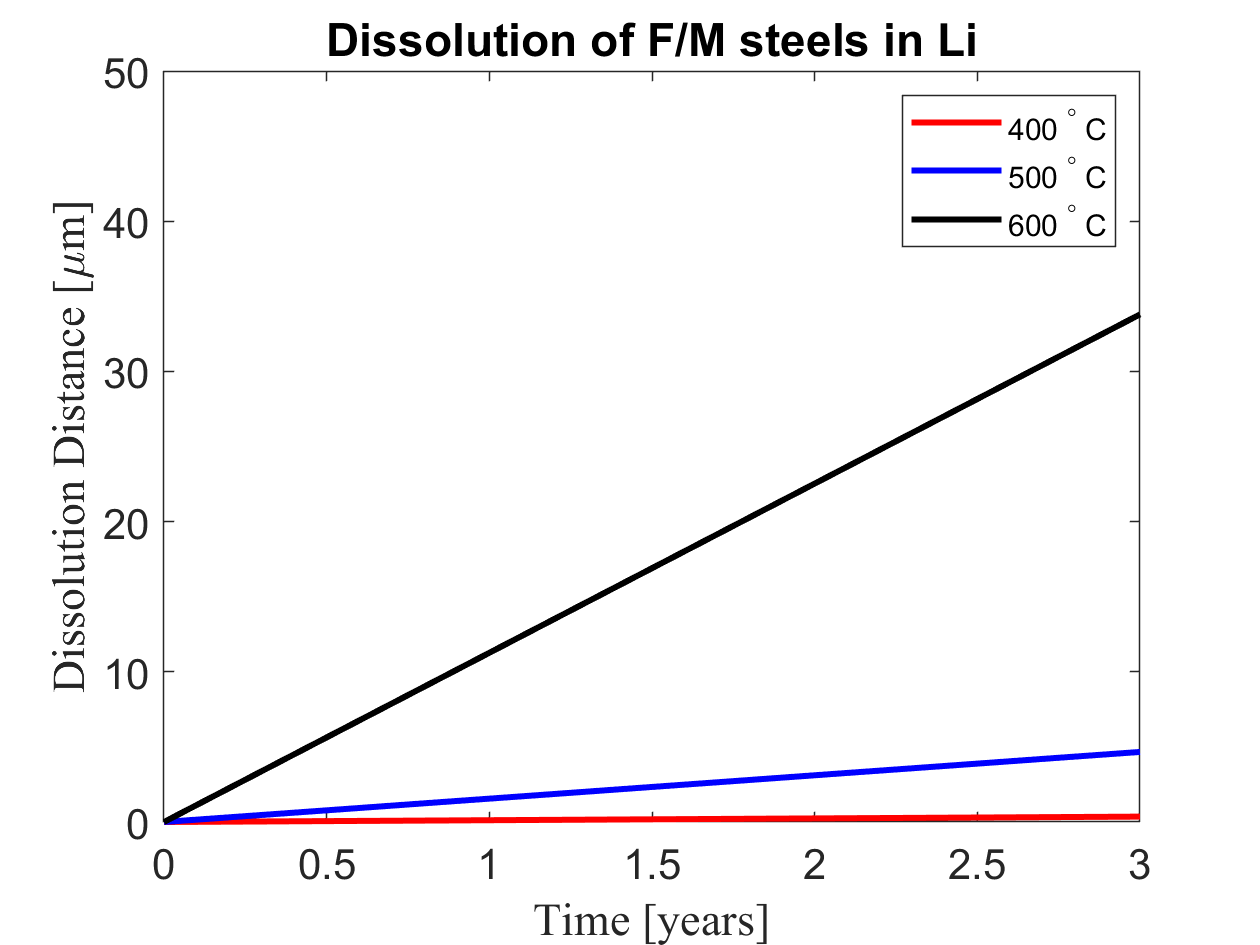 Dissolution of F/M steels in Li
50
40
30
20
10
0
Dissolution Distance [μm]
400 °C
500 °C
600 °C
0 0.5 1 1.5 2 2.5 3
Time [years]